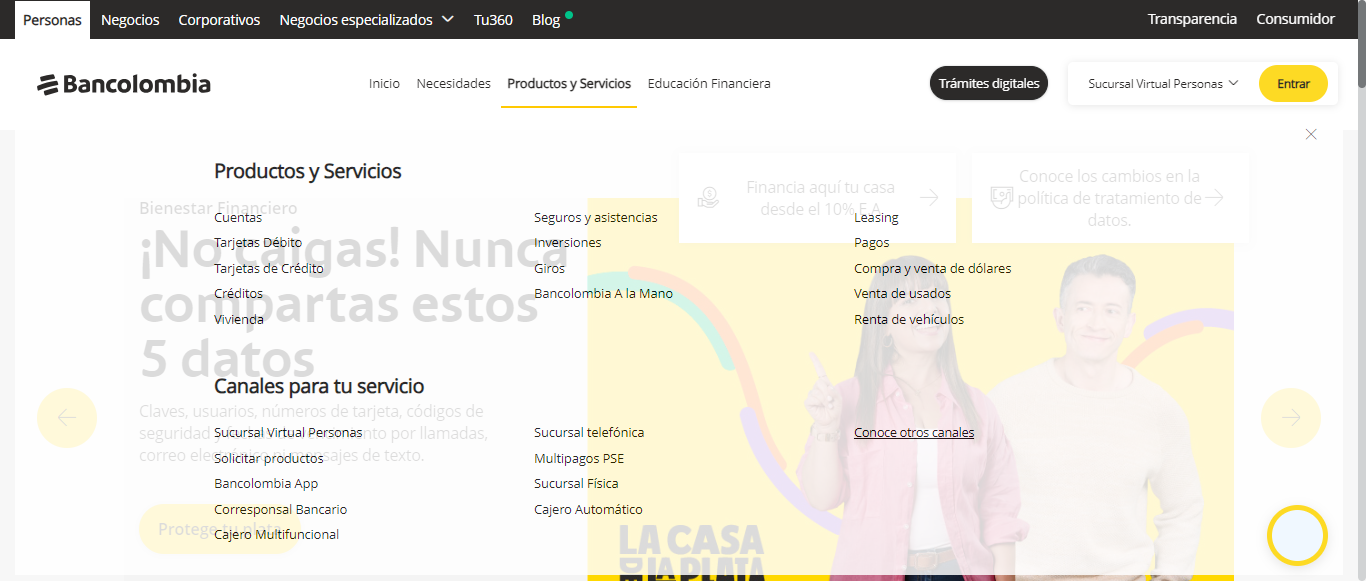 Personas Negocios Corporativos Negocios especializados Tu360 Blog Transparencia Consumidor
Bancolombia Inicio Necesidades Productos y Servicios Educación Financiera Trámites digitales Sucursal Virtual Personas Entrar
Productos y Servicios
Cuentas
Tarjetas Débito
Tarjetas de Crédito
Créditos
Vivienda
Seguros y asistencias
Inversiones
Giros
Bancolombia A la Mano
Leasing
Pagos
Compra y venta de dólares
Venta de usados
Renta de vehículos
Canales para tu servicio
Sucursal Virtual Personas
Solicitar productos
Bancolombia App
Corresponsal Bancario
Cajero Multifuncional
Sucursal telefónica
Multipagos PSE
Sucursal Física
Cajero Automático
Conoce otros canales
Financia aquí tu casa
desde el 10% E.A.
Conoce los cambios en la
política de tratamiento de
datos.
Bienestar Financiero
¡No caigas! Nunca
compartas estos
5 datos
Claves, usuarios, números de tarjeta, códigos de
seguridad y por llamadas,
correo mensajes de texto.
Protege tu plata
LA CASA
DE LA PLATA